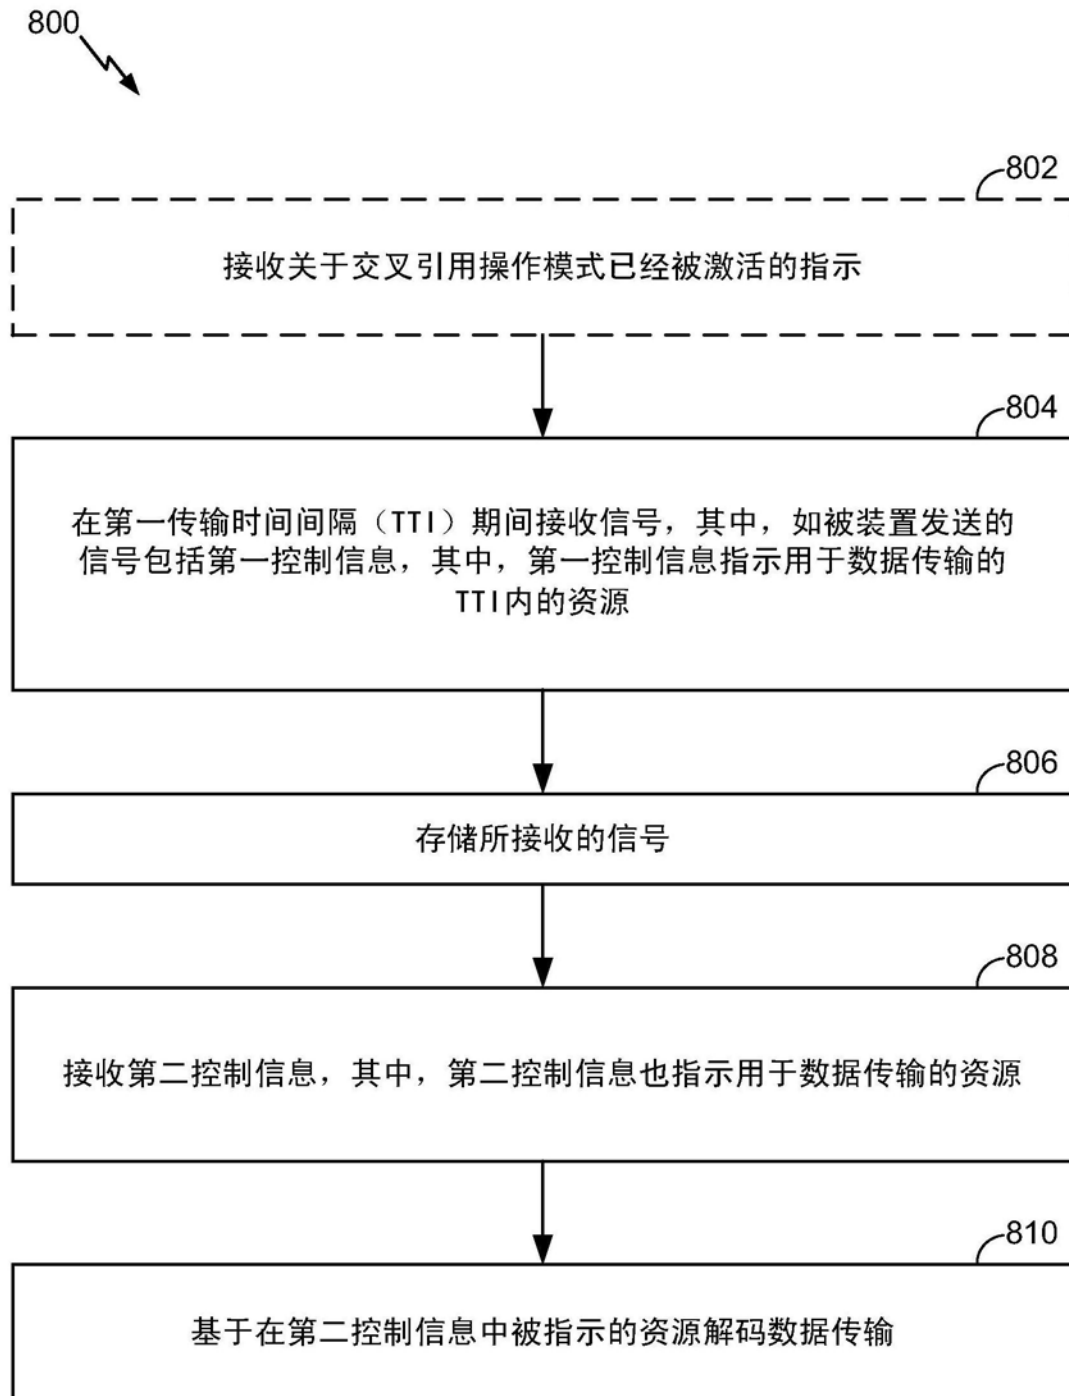 800
802
接收关于交叉引用操作模式已经被激活的指示
804
在第一传输时间间隔（TTI）期间接收信号，其中，如被装置发送的
信号包括第一控制信息，其中，第一控制信息指示用于数据传输的
TTI内的资源
806
存储所接收的信号
808
接收第二控制信息，其中，第二控制信息也指示用于数据传输的资源
810
基于在第二控制信息中被指示的资源解码数据传输